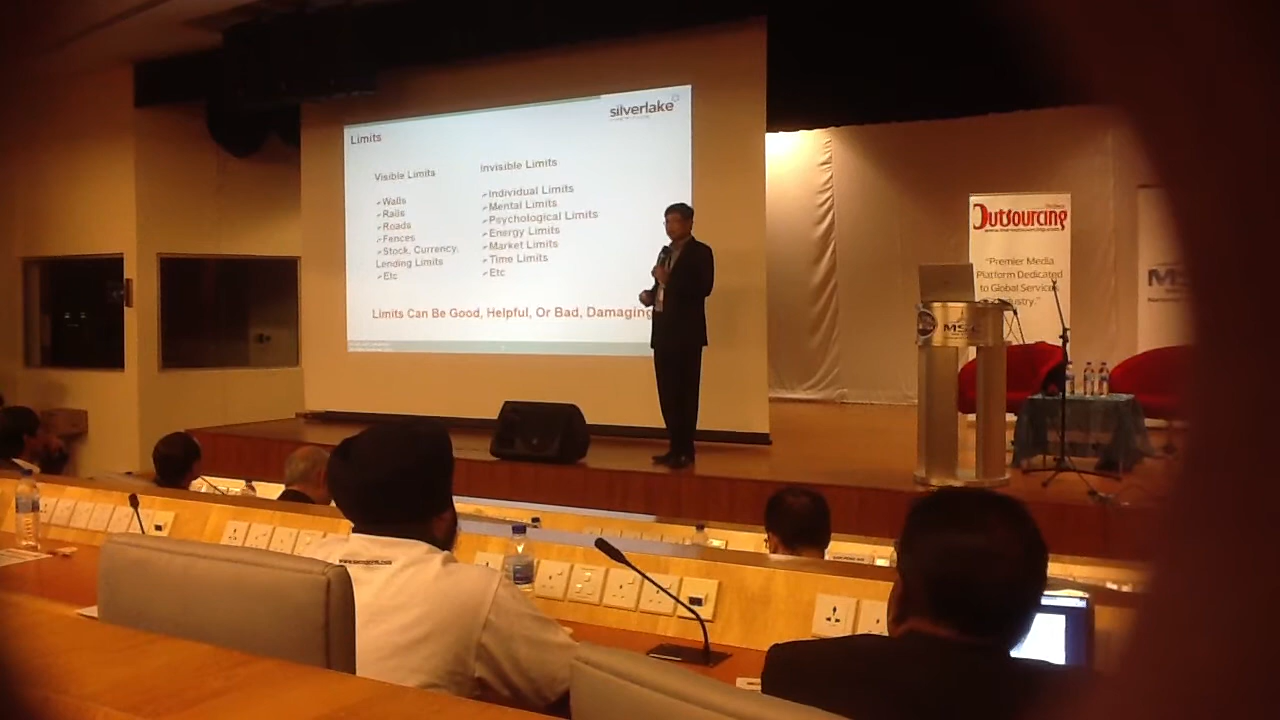 silverlake
Limits
Visible Limits
Walls
Rails
Roads
Fences
Stock, Currency,
Lending Limits
Etc
Invisible Limits
Individual Limits
Mental Limits
Psychological Limits
Energy Limits
Market Limits
Time Limits
Etc
Limits Can Be Good, Helpful, Or Bad, Damaging
Outsourcing
"Premier Media
Platform Dedicated
to Global Services
Industry."
MSC
MS